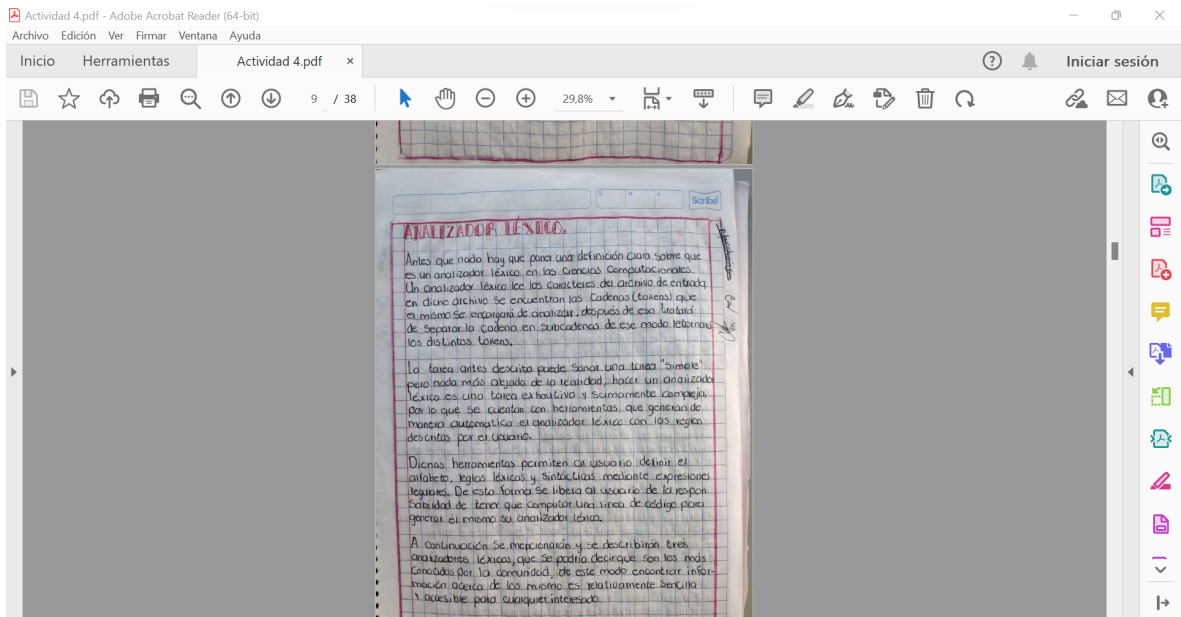 Actividad 4.pdf - Adobe Acrobat Reader (64-bit)
Archivo Edición Ver Firmar Ventana Ayuda
Inicio Herramientas Actividad 4.pdf × Iniciar sesión
9 / 38 29,8%
Scribe
ANALIZADOR LÉXICO.
Antes que nada hay que poner una definición clara sobre que
es un analizador léxico en las ciencias computacionales.
Un analizador léxico lee los caracteres del archivo de entrada,
en dicho archivo se encuentran las cadenas (tokens) que
el mismo se encargará de analizar, después de eso tratará
de separar la cadena en subcadenas de ese modo retornará
los distintos tokens.
La tarea antes descrita puede sonar una tarea "simple"
pero nada más alejado de la realidad, hacer un analizador
léxico es una tarea exhautiva y sumamente compleja,
por lo que se cuentan con herramientas que generan de
manera automatica el analizador léxico con las reglas
descritas por el usuario.
Dichas herramientas permiten al usuario definir el
alfabeto, reglas léxicas y sintácticas mediante expresiones
regulares. De esta forma se libera al usuario de la respon
sabilidad de tener que computar una línea de código para
generar él mismo su analizador léxico.
A continuación se mencionarán y se describirán tres
analizadores léxicos, que se podría decir que son los más
conocidos por la comunidad, de este modo encontrar infor-
mación acerca de los mismo es relativamente sencilla
y accesible para cualquier interesado